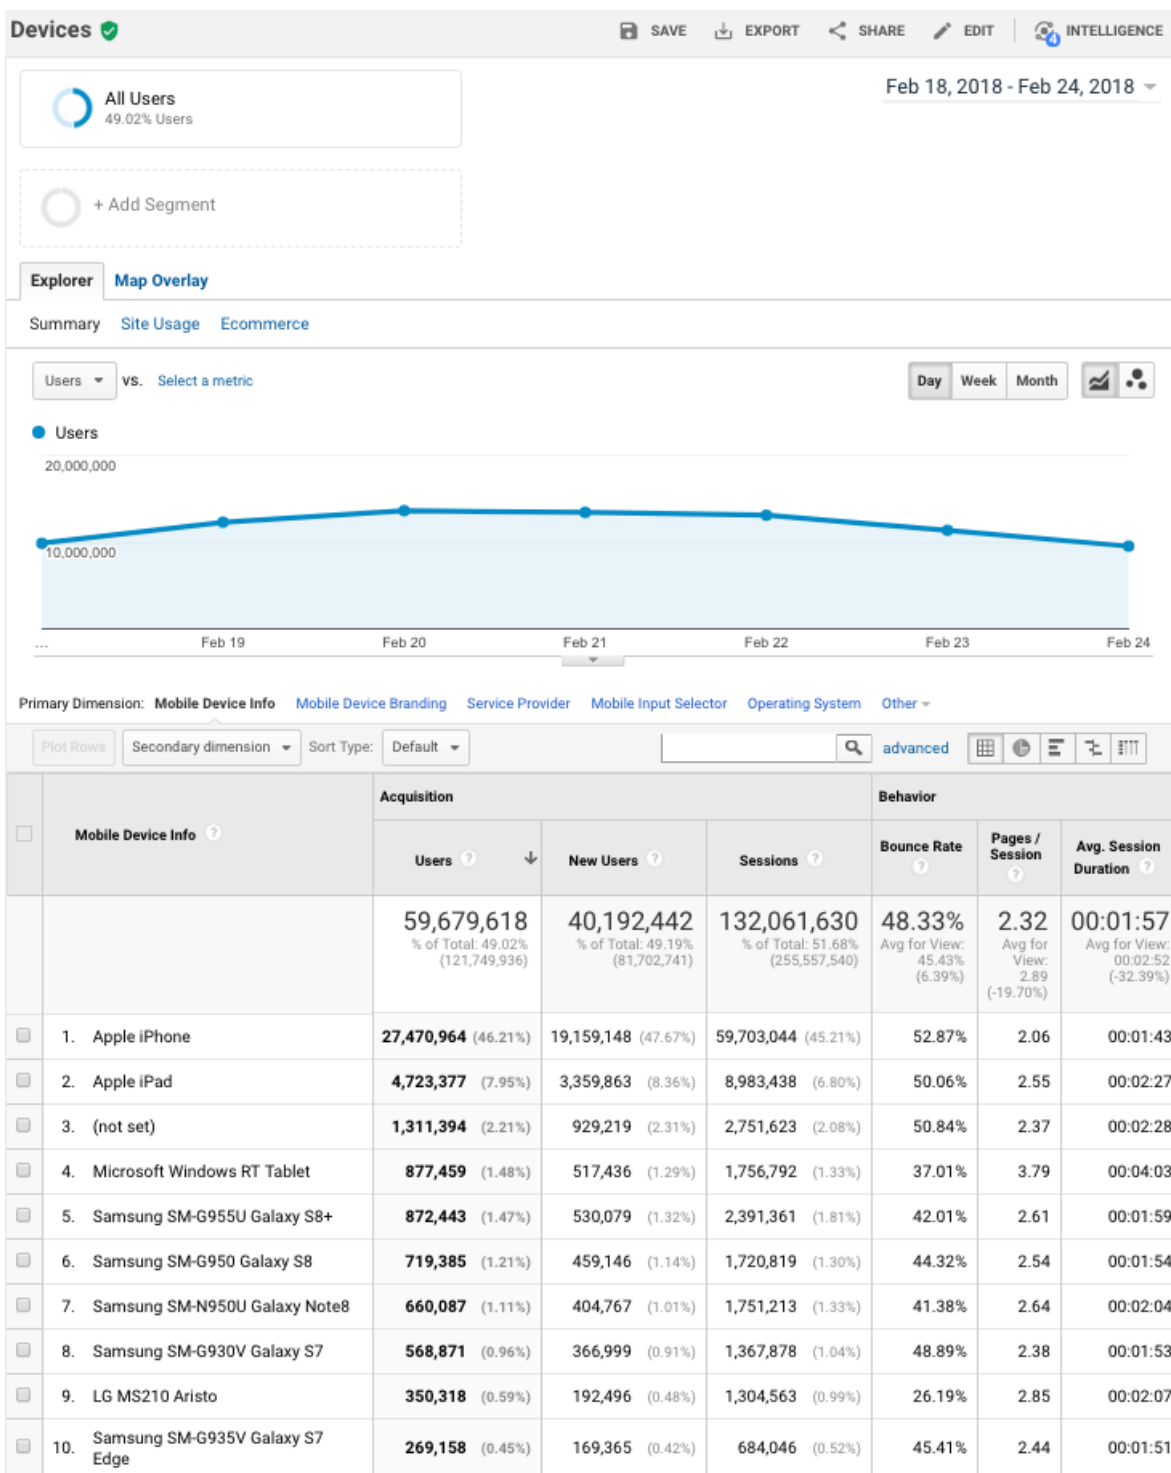 Devices
SAVE EXPORT SHARE EDIT 4 INTELLIGENCE
All Users
49.02% Users
Feb 18, 2018 - Feb 24, 2018
+ Add Segment
Explorer Map Overlay
Summary Site Usage Ecommerce
Users VS. Select a metric
Day Week Month
Users
20,000,000
10,000,000
... Feb 19 Feb 20 Feb 21 Feb 22 Feb 23 Feb 24
Primary Dimension: Mobile Device Info Mobile Device Branding Service Provider Mobile Input Selector Operating System Other
Plot Rows Secondary dimension Sort Type: Default advanced
Mobile Device Info ?
Acquisition Behavior
Users ? New Users ? Sessions ? Bounce Rate ? Pages / Session ? Avg. Session Duration ?
59,679,618 40,192,442 132,061,630 48.33% 2.32 00:01:57
% of Total: 49.02% (121,749,936) % of Total: 49.19% (81,702,741) % of Total: 51.68% (255,557,540) Avg for View: 45.43% (6.39%) Avg for View: 2.89 (-19.70%) Avg for View: 00:02:52 (-32.39%)
1. Apple iPhone 27,470,964 (46.21%) 19,159,148 (47.67%) 59,703,044 (45.21%) 52.87% 2.06 00:01:43
2. Apple iPad 4,723,377 (7.95%) 3,359,863 (8.36%) 8,983,438 (6.80%) 50.06% 2.55 00:02:27
3. (not set) 1,311,394 (2.21%) 929,219 (2.31%) 2,751,623 (2.08%) 50.84% 2.37 00:02:28
4. Microsoft Windows RT Tablet 877,459 (1.48%) 517,436 (1.29%) 1,756,792 (1.33%) 37.01% 3.79 00:04:03
5. Samsung SM-G955U Galaxy S8+ 872,443 (1.47%) 530,079 (1.32%) 2,391,361 (1.81%) 42.01% 2.61 00:01:59
6. Samsung SM-G950 Galaxy S8 719,385 (1.21%) 459,146 (1.14%) 1,720,819 (1.30%) 44.32% 2.54 00:01:54
7. Samsung SM-N950U Galaxy Note8 660,087 (1.11%) 404,767 (1.01%) 1,751,213 (1.33%) 41.38% 2.64 00:02:04
8. Samsung SM-G930V Galaxy S7 568,871 (0.96%) 366,999 (0.91%) 1,367,878 (1.04%) 48.89% 2.38 00:01:53
9. LG MS210 Aristo 350,318 (0.59%) 192,496 (0.48%) 1,304,563 (0.99%) 26.19% 2.85 00:02:07
10. Samsung SM-G935V Galaxy S7 Edge 269,158 (0.45%) 169,365 (0.42%) 684,046 (0.52%) 45.41% 2.44 00:01:51